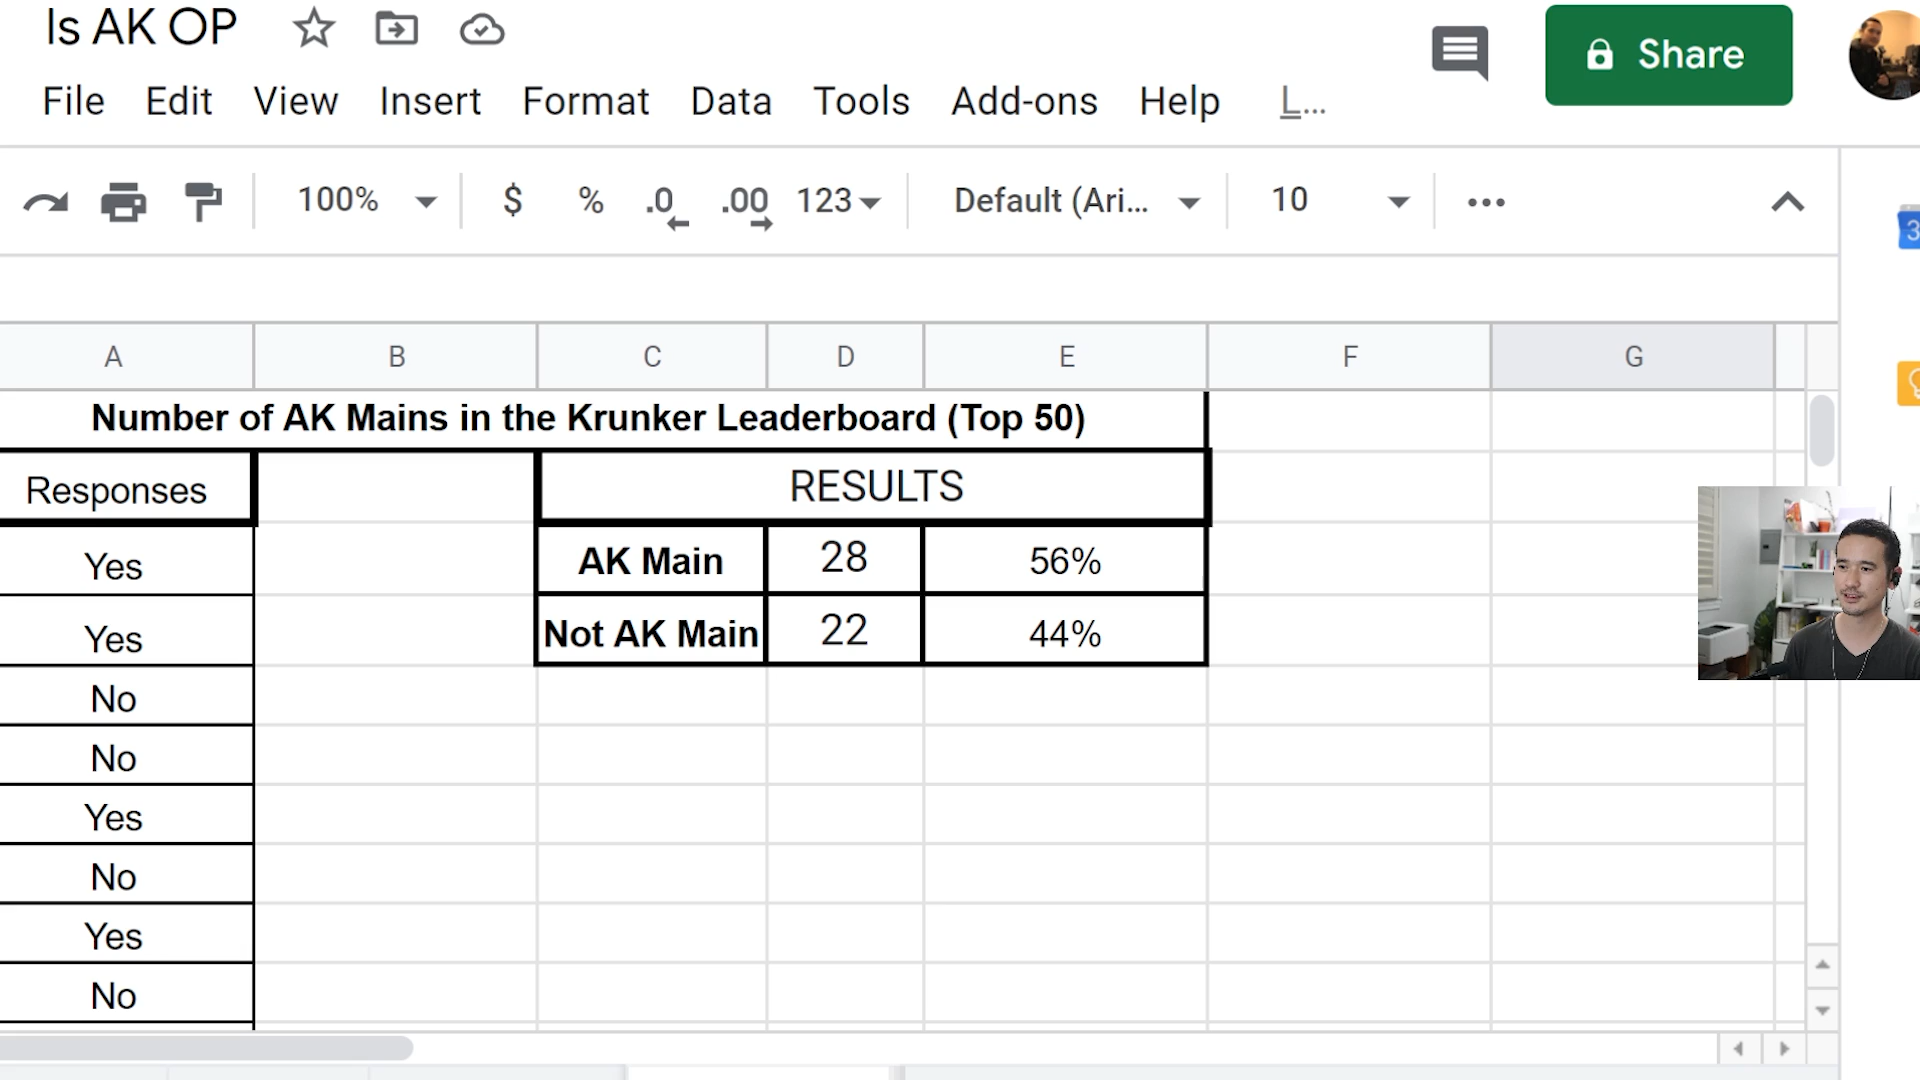 Is AK OP
Share
File Edit View Insert Format Data Tools Add-ons Help L...
100% $ % .0 .00 123 Default (Ari... 10
A B C D E F G
Number of AK Mains in the Krunker Leaderboard (Top 50)
Responses RESULTS
Yes AK Main 28 56%
Yes Not AK Main 22 44%
No
No
Yes
No
Yes
No